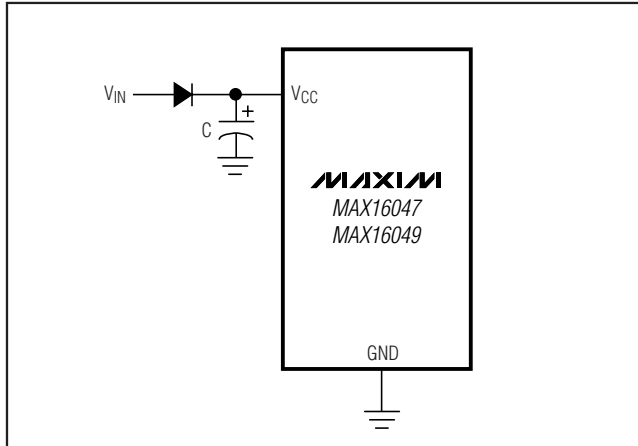 V_IN
V_CC
+
C
MAXIM
MAX16047
MAX16049
GND